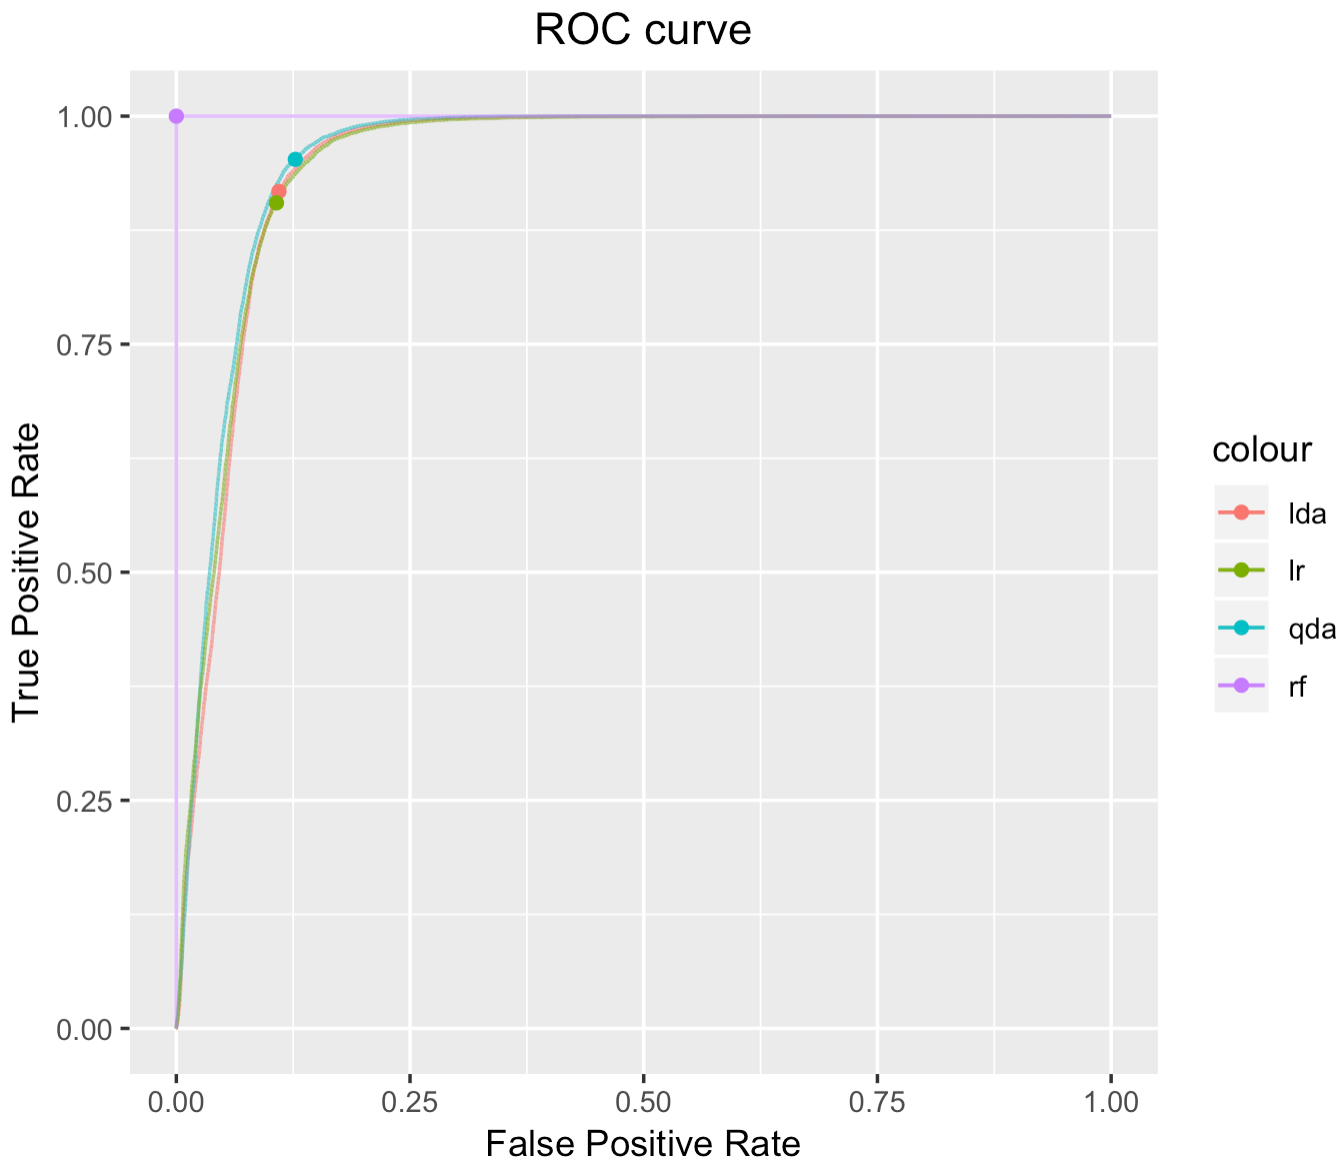 ROC curve
True Positive Rate
1.00
0.75
0.50
0.25
0.00
0.00 0.25 0.50 0.75 1.00
False Positive Rate
colour
lda
lr
qda
rf